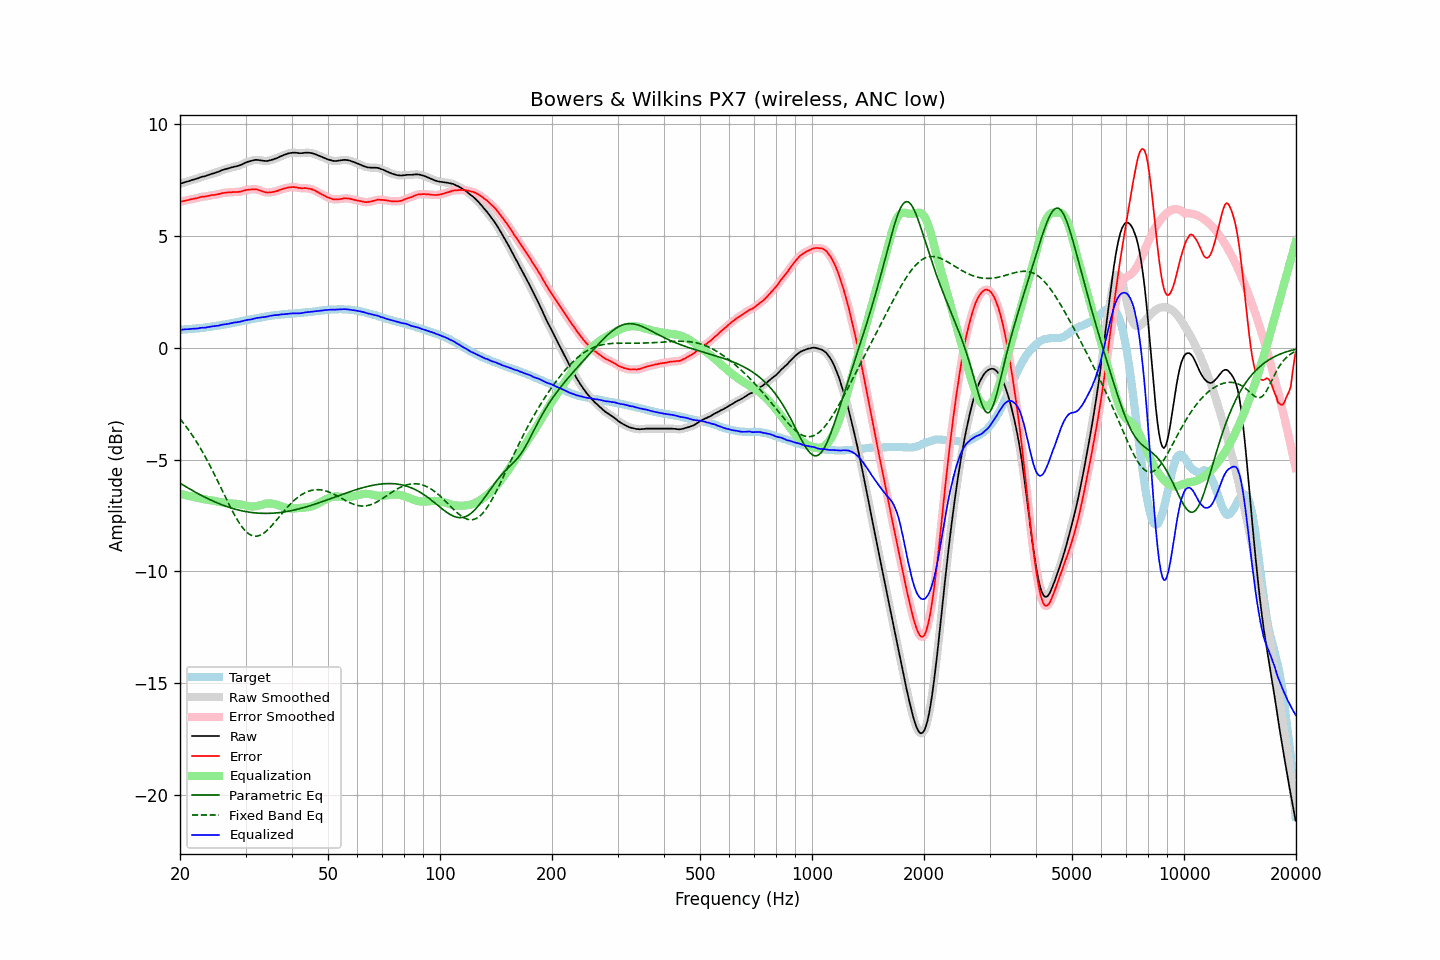 Bowers & Wilkins PX7 (wireless, ANC low)
Amplitude (dBr)
10
5
0
−5
−10
−15
−20
Target
Raw Smoothed
Error Smoothed
Raw
Error
Equalization
Parametric Eq
Fixed Band Eq
Equalized
20 50 100 200 500 1000 2000 5000 10000 20000
Frequency (Hz)